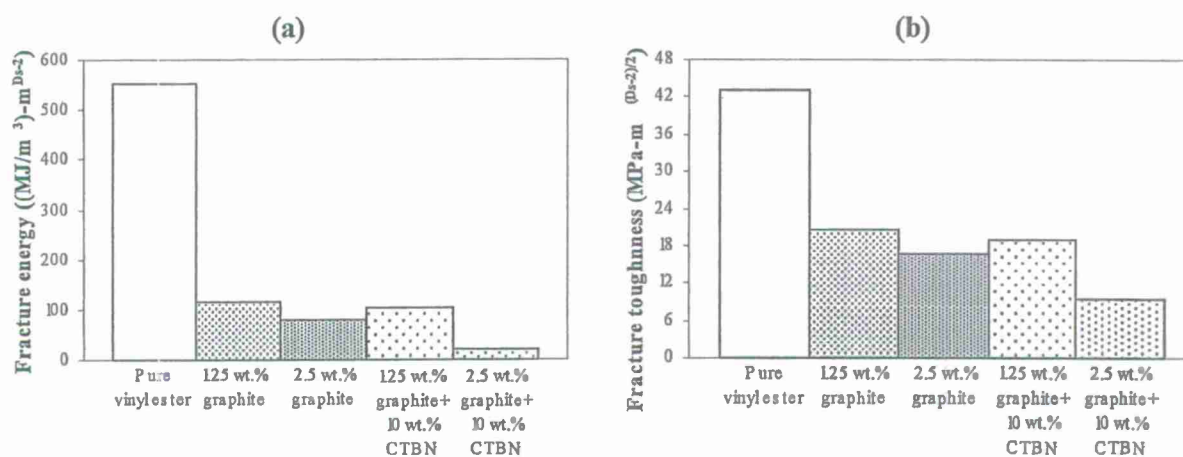 (a)
Fracture energy ((MJ/m 3)-m Ds-2)
600
500
400
300
200
100
0
Pure vinylester
1.25 wt.% graphite
2.5 wt.% graphite
1.25 wt.% graphite+ 10 wt.% CTBN
2.5 wt.% graphite+ 10 wt.% CTBN
(b)
Fracture toughnness (MPa-m (Ds-2)/2)
48
42
36
30
24
18
12
6
0
Pure vinylester
1.25 wt.% graphite
2.5 wt.% graphite
1.25 wt.% graphite+ 10 wt.% CTBN
2.5 wt.% graphite+ 10 wt.% CTBN